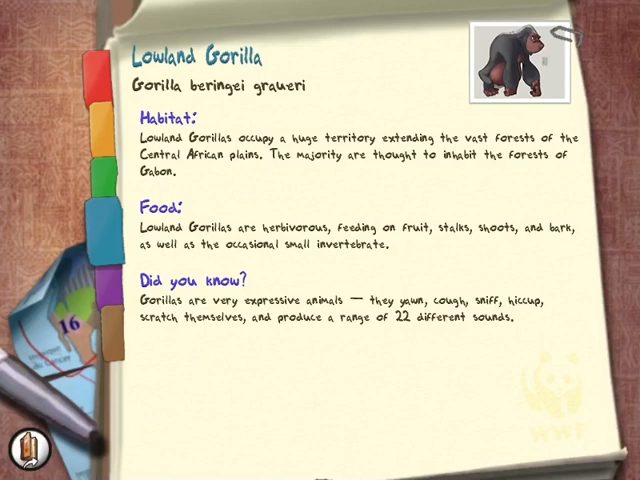 Lowland Gorilla
Gorilla beringei graueri
Habitat:
Lowland Gorillas occupy a huge territory extending the vast forests of the
Central African plains. The majority are thought to inhabit the forests of
Gabon.
Food:
Lowland Gorillas are herbivorous, feeding on fruit, stalks, shoots, and bark,
as well as the occasional small invertebrate.
Did you know?
Gorillas are very expressive animals — they yawn, cough, sniff, hiccup,
scratch themselves, and produce a range of 22 different sounds.
16
du Cancer
WWF